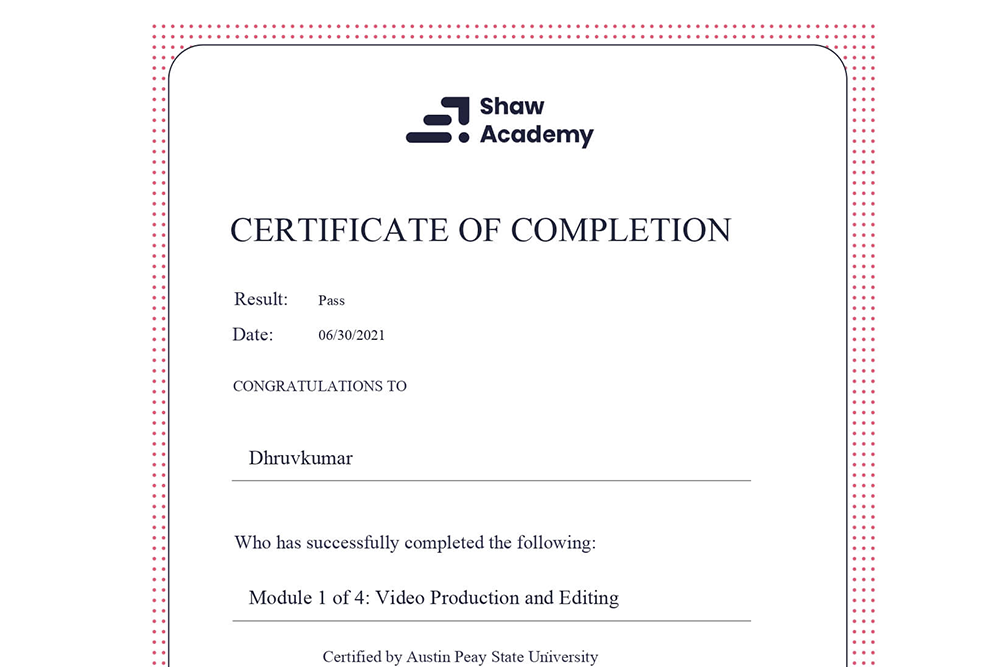 Shaw
Academy
CERTIFICATE OF COMPLETION
Result: Pass
Date: 06/30/2021
CONGRATULATIONS TO
Dhruvkumar
Who has successfully completed the following:
Module 1 of 4: Video Production and Editing
Certified by Austin Peay State University